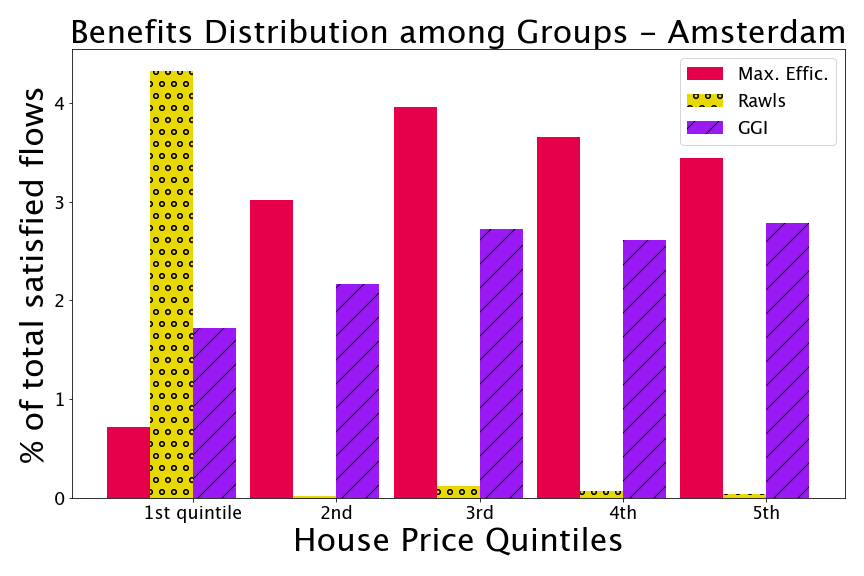 Benefits Distribution among Groups - Amsterdam
% of total satisfied flows
4
3
2
1
0
Max. Effic.
Rawls
GGI
1st quintile 2nd 3rd 4th 5th
House Price Quintiles